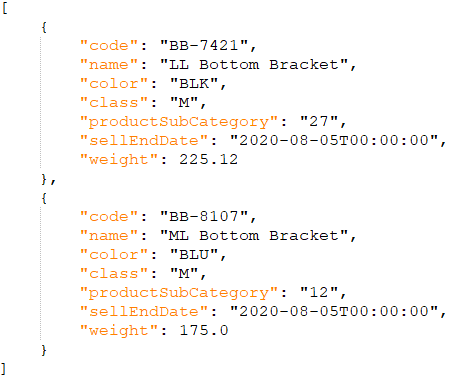 [
    {
        "code": "BB-7421",
        "name": "LL Bottom Bracket",
        "color": "BLK",
        "class": "M",
        "productSubCategory": "27",
        "sellEndDate": "2020-08-05T00:00:00",
        "weight": 225.12
    },
    {
        "code": "BB-8107",
        "name": "ML Bottom Bracket",
        "color": "BLU",
        "class": "M",
        "productSubCategory": "12",
        "sellEndDate": "2020-08-05T00:00:00",
        "weight": 175.0
    }
]